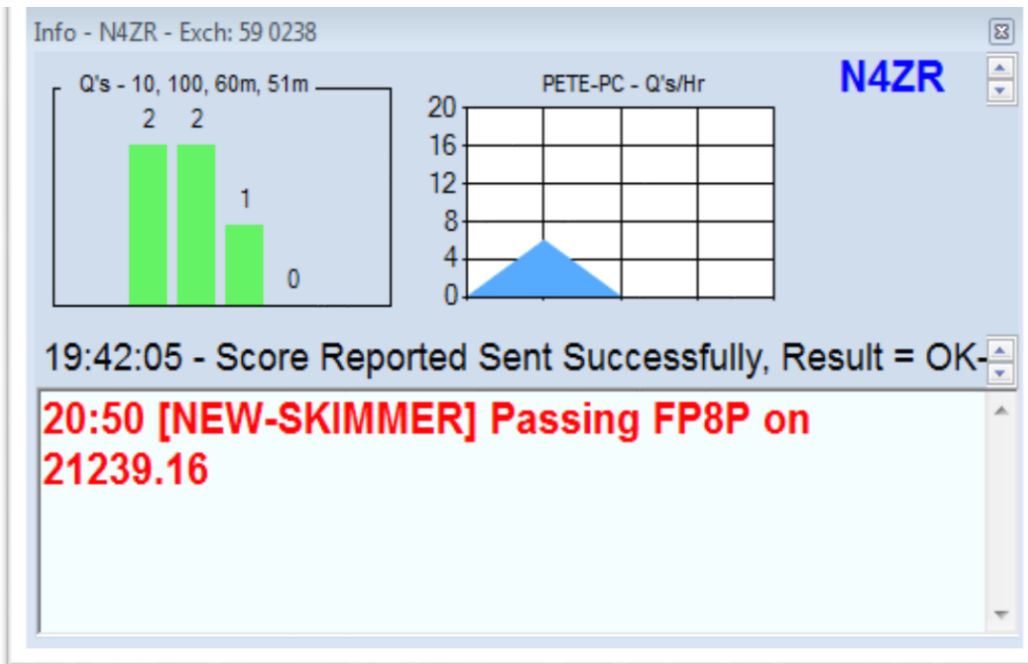 Info - N4ZR - Exch: 59 0238
Q's - 10, 100, 60m, 51m
2 2 1 0
PETE-PC - Q's/Hr
20
16
12
8
4
0
N4ZR
19:42:05 - Score Reported Sent Successfully, Result = OK-
20:50 [NEW-SKIMMER] Passing FP8P on
21239.16